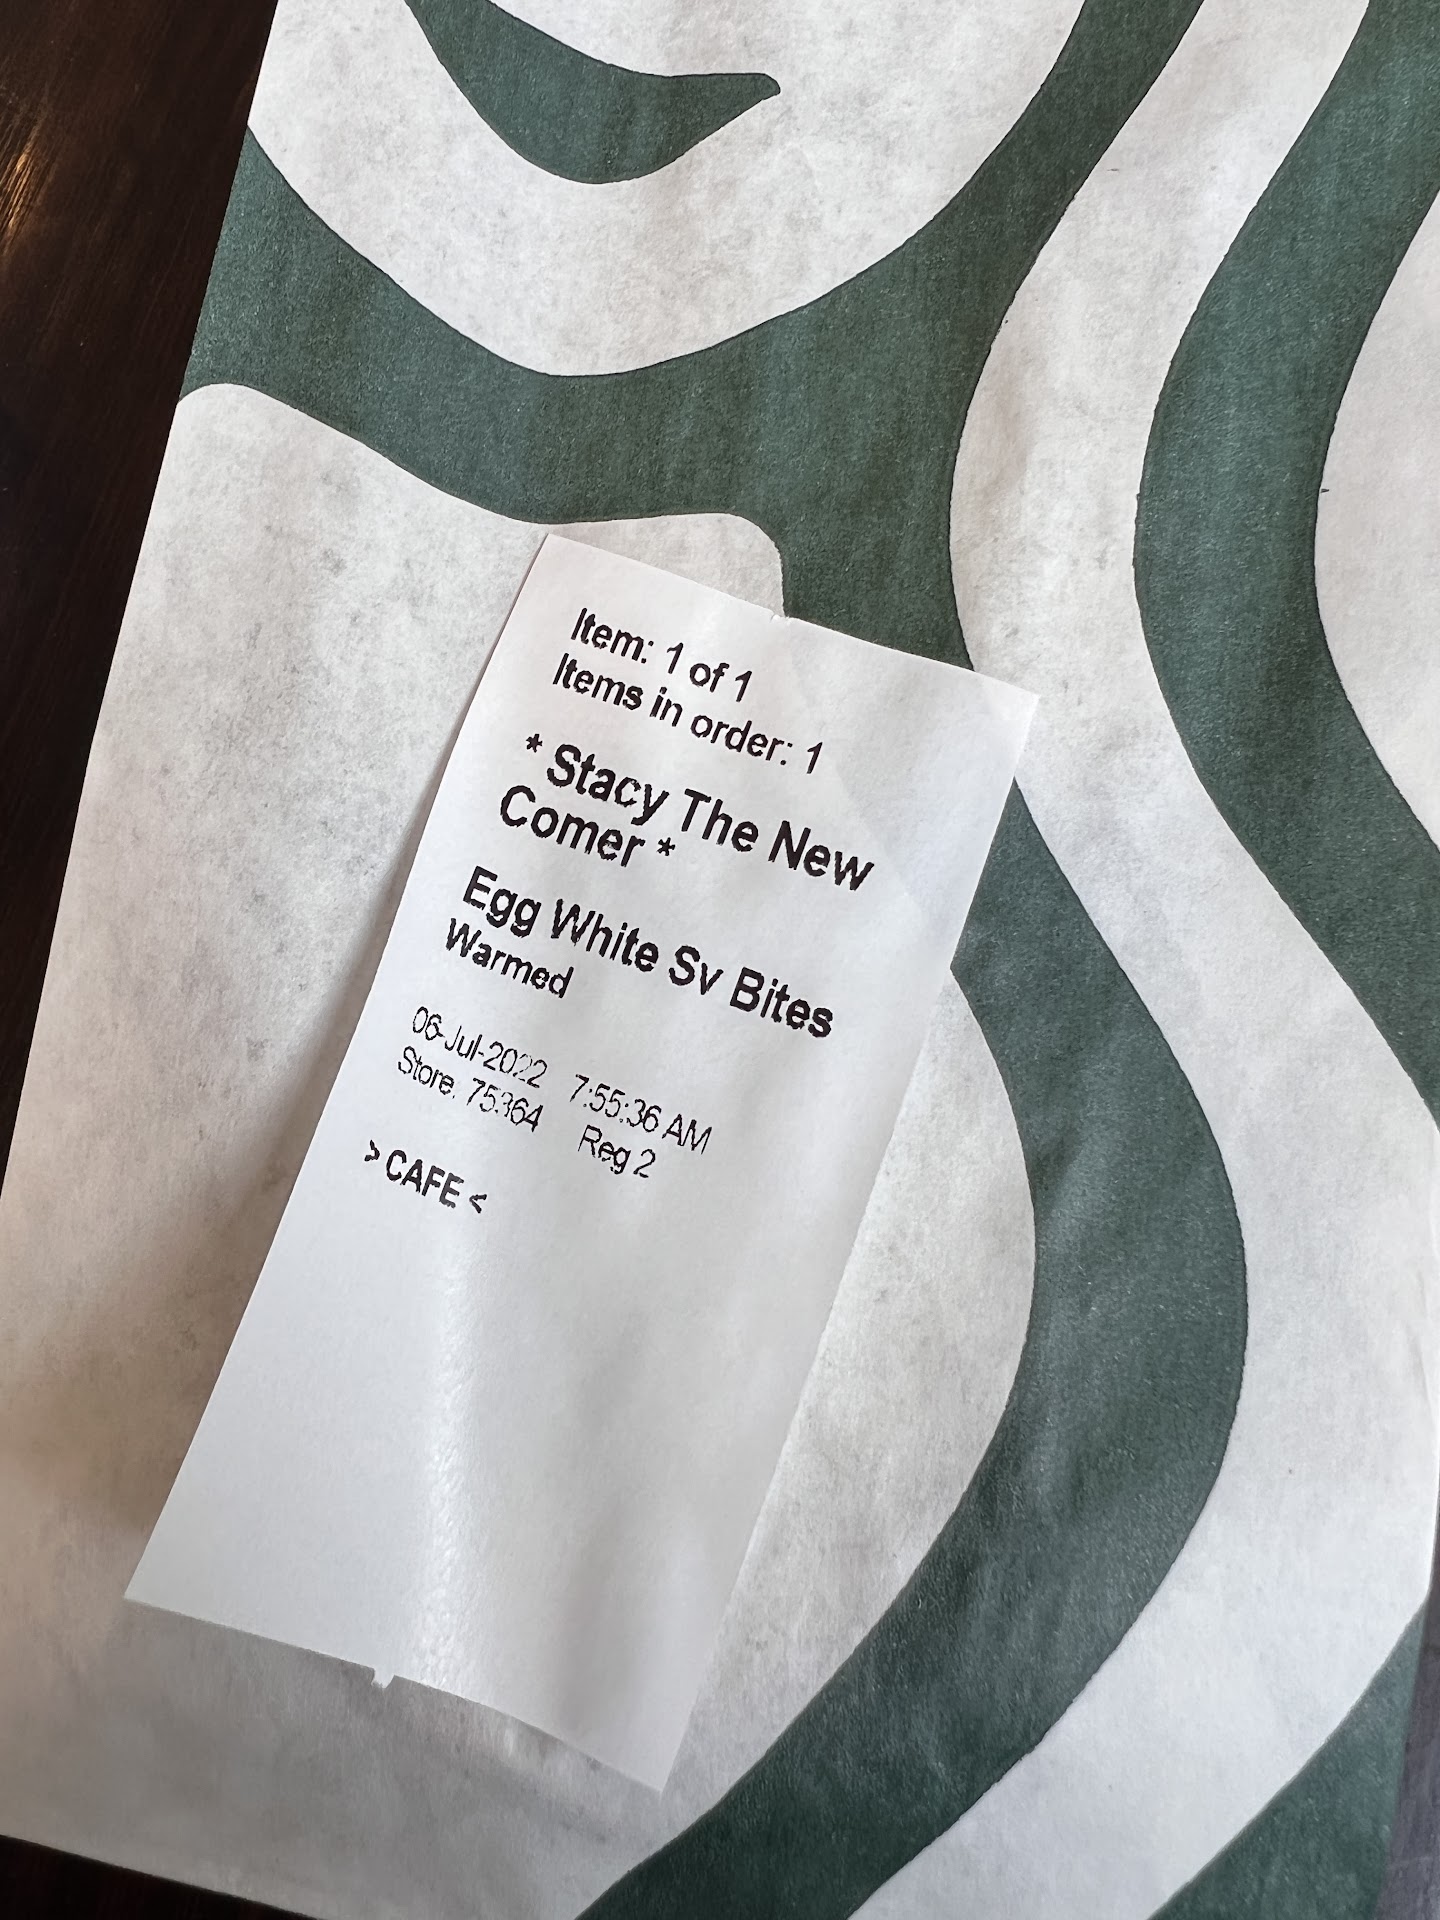 Item: 1 of 1
Items in order: 1
* Stacy The New
Comer *
Egg White Sv Bites
Warmed
06-Jul-2022 7:55:36 AM
Store: 75364 Reg 2
> CAFE <